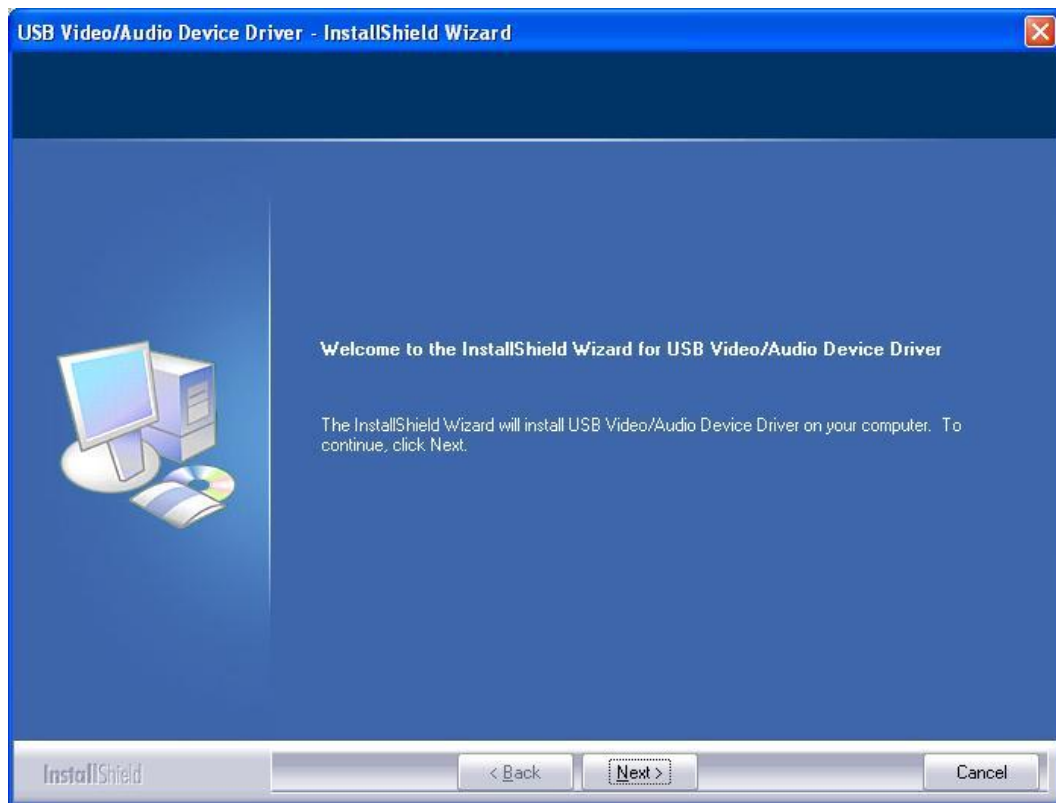 USB Video/Audio Device Driver - InstallShield Wizard
Welcome to the InstallShield Wizard for USB Video/Audio Device Driver
The InstallShield Wizard will install USB Video/Audio Device Driver on your computer.  To
continue, click Next.
InstallShield
< Back
Next >
Cancel